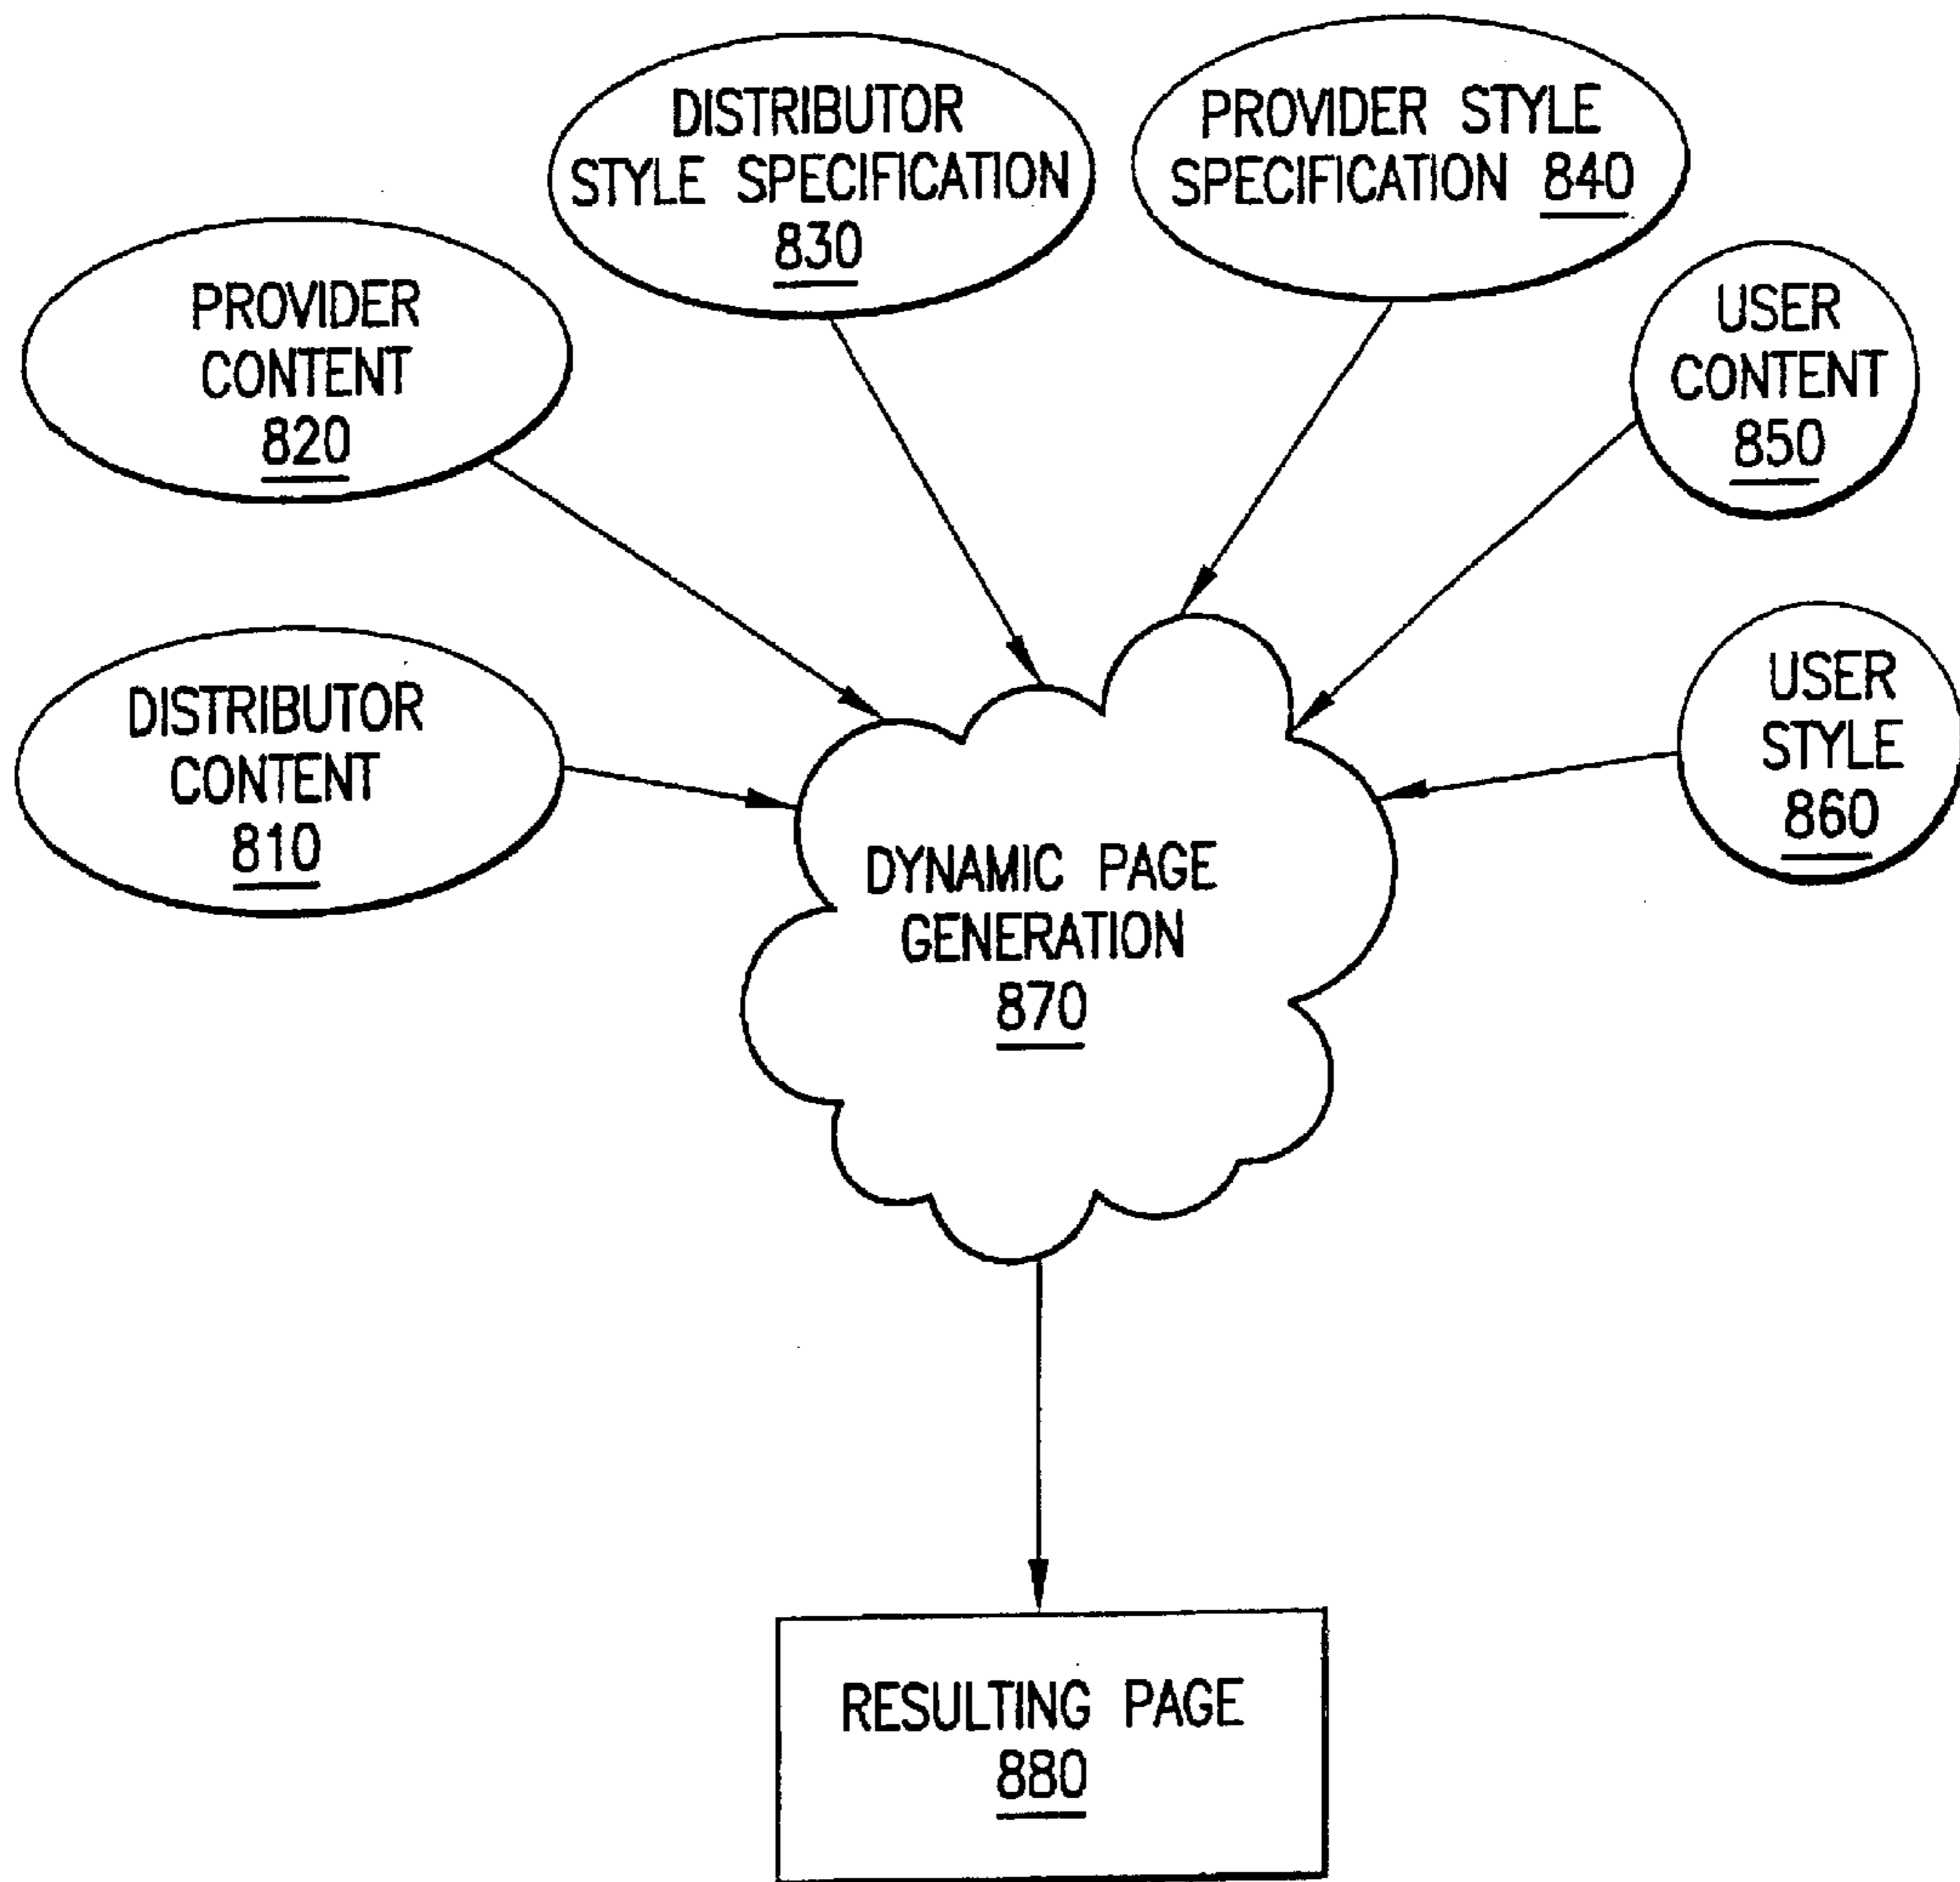 DISTRIBUTOR
STYLE SPECIFICATION
830
PROVIDER STYLE
SPECIFICATION 840
PROVIDER
CONTENT
820
USER
CONTENT
850
DISTRIBUTOR
CONTENT
810
USER
STYLE
860
DYNAMIC PAGE
GENERATION
870
RESULTING PAGE
880